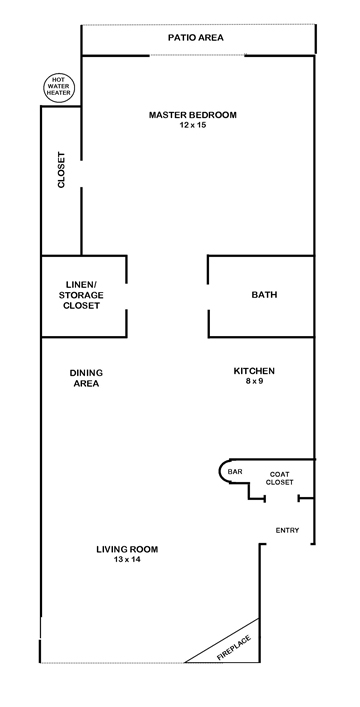 PATIO AREA
HOT
WATER
HEATER
MASTER BEDROOM
12 x 15
CLOSET
LINEN/
STORAGE
CLOSET
BATH
DINING
AREA
KITCHEN
8 x 9
BAR
COAT
CLOSET
ENTRY
LIVING ROOM
13 x 14
FIREPLACE